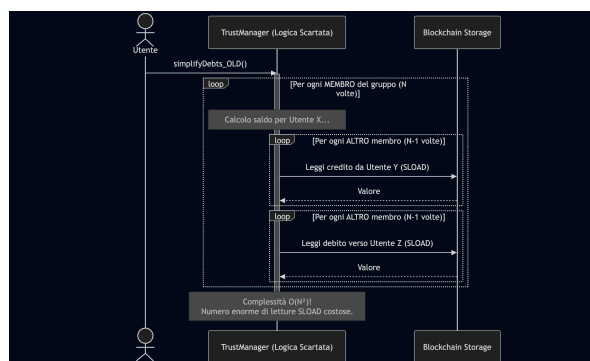 TrustManager (Logica Scartata)
Blockchain Storage
Utente
simplifyDebts_OLD()
loop
[Per ogni MEMBRO del gruppo (N
volte)]
Calcolo saldo per Utente X...
loop
[Per ogni ALTRO membro (N-1 volte)]
Leggi credito da Utente Y (SLOAD)
Valore
loop
[Per ogni ALTRO membro (N-1 volte)]
Leggi debito verso Utente Z (SLOAD)
Valore
Complessità O(N²)!
Numero enorme di letture SLOAD costose.
TrustManager (Logica Scartata)
Blockchain Storage